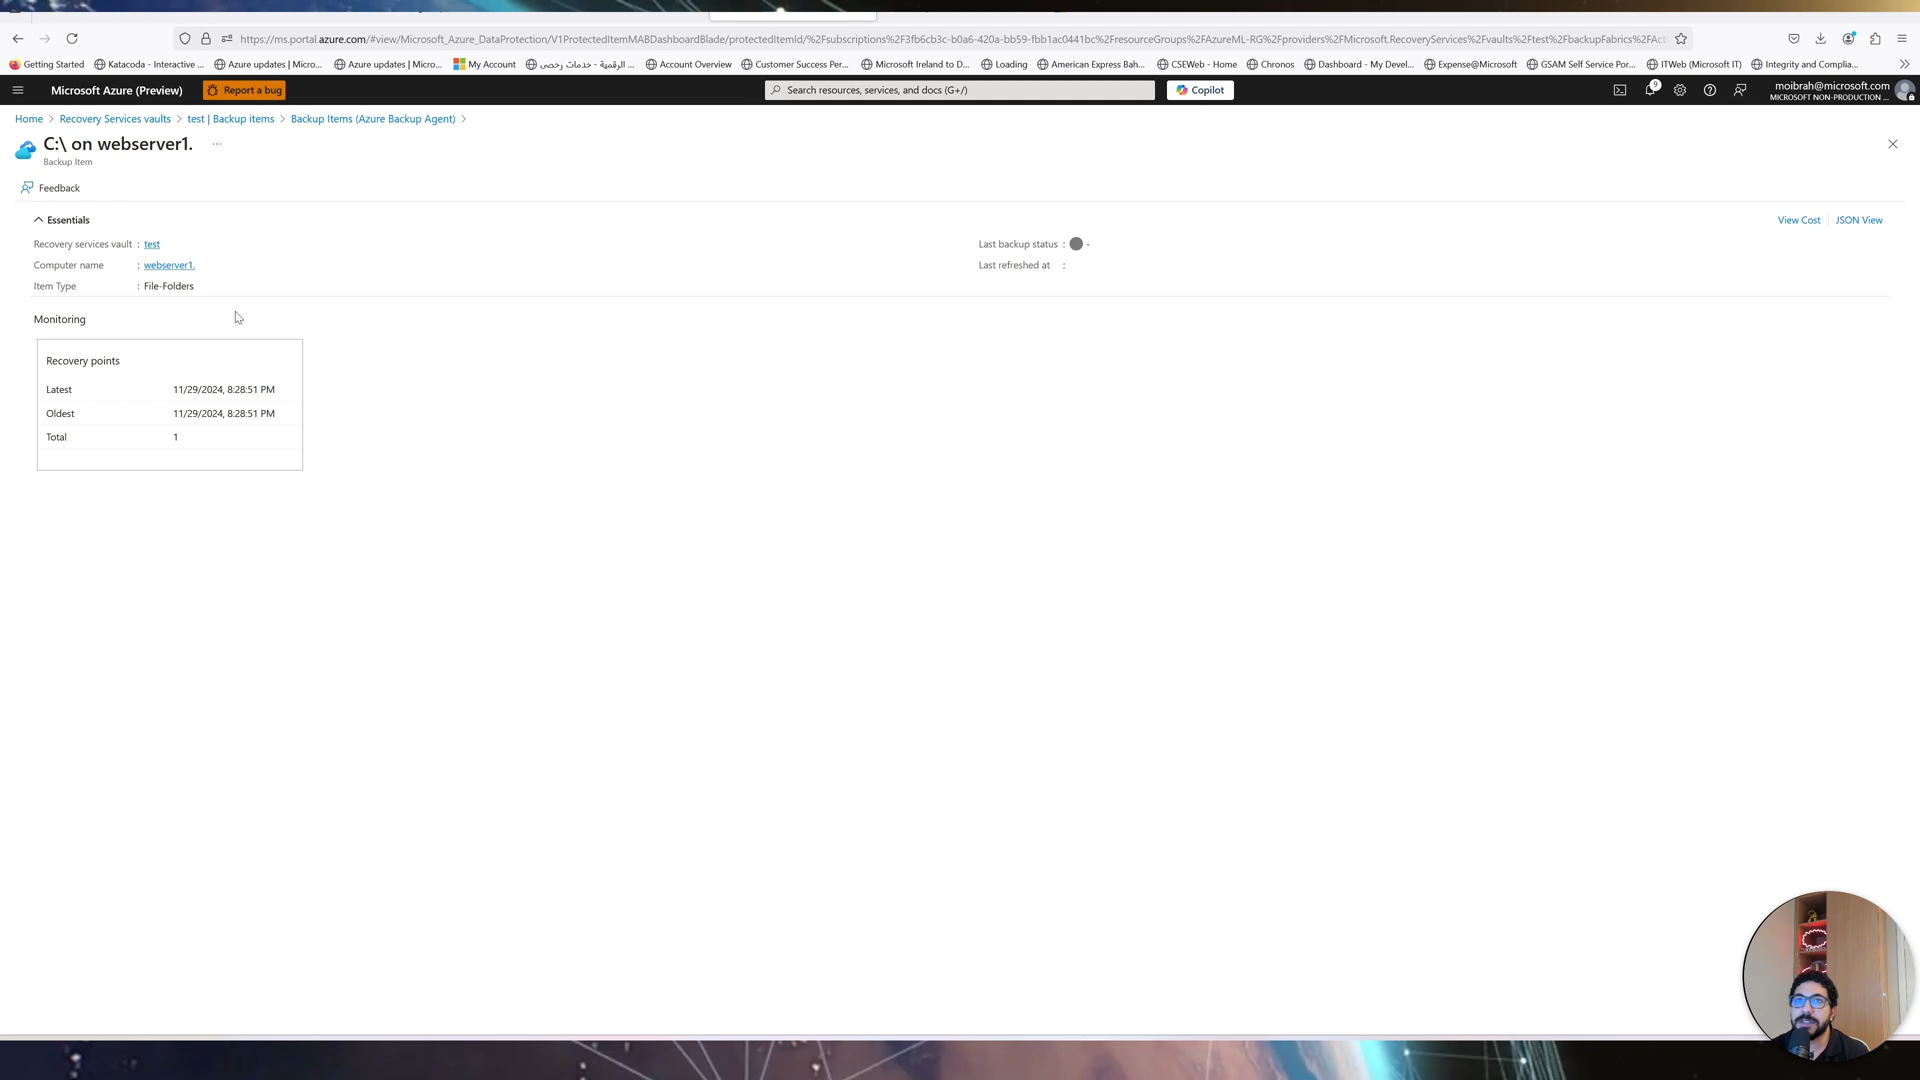 https://ms.portal.azure.com/#view/Microsoft_Azure_DataProtection/V1ProtectedItemMABDashboardBlade/protectedItemId/%2Fsubscriptions%2F3fb6cb3c-b0a6-420a-bb59-fbb1ac0441bc%2FresourceGroups%2FAzureML-RG%2Fproviders%2FMicrosoft.RecoveryServices%2Fvaults%2Ftest%2FbackupFabrics%2FAz
Getting Started Katacoda - Interactive ... Azure updates | Micro... Azure updates | Micro... My Account الرقمية - خدمات رخصى ... Account Overview Customer Success Per... Microsoft Ireland to D... Loading American Express Bah... CSEWeb - Home Chronos Dashboard - My Devel... Expense@Microsoft GSAM Self Service Por... ITWeb (Microsoft IT) Integrity and Complia...
Microsoft Azure (Preview) Report a bug Search resources, services, and docs (G+/) Copilot 9 moibrah@microsoft.com
MICROSOFT NON-PRODUCTION ...
Home > Recovery Services vaults > test | Backup items > Backup Items (Azure Backup Agent) >
C:\ on webserver1. ...
Backup Item
Feedback
Essentials View Cost JSON View
Recovery services vault : test Last backup status : -
Computer name : webserver1. Last refreshed at :
Item Type : File-Folders
Monitoring
Recovery points
Latest 11/29/2024, 8:28:51 PM
Oldest 11/29/2024, 8:28:51 PM
Total 1